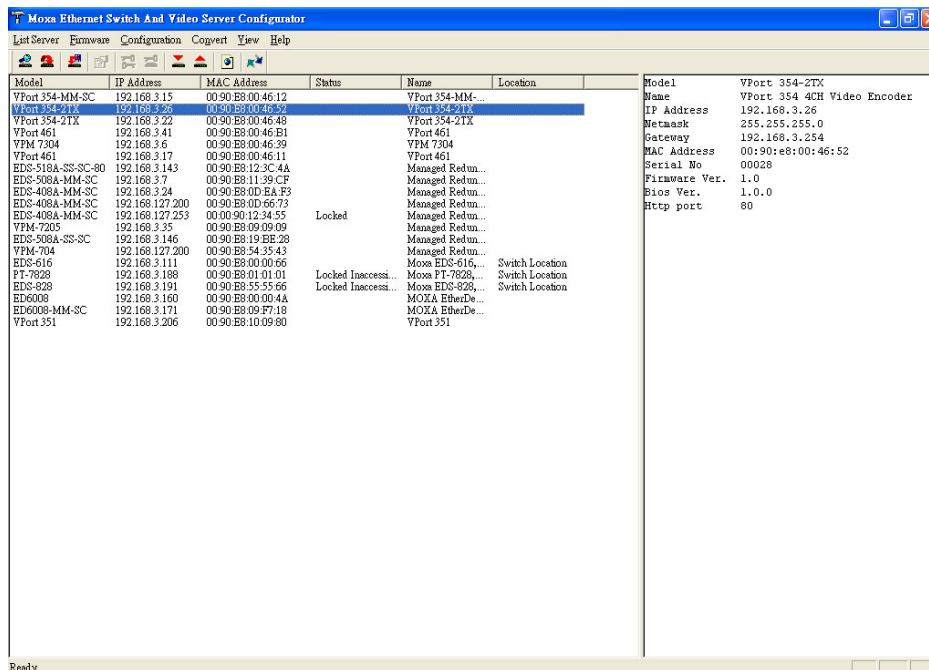 Moxa Ethernet Switch And Video Server Configurator
List Server Firmware Configuration Convert View Help
Model IP Address MAC Address Status Name Location
VPort 354-MM-SC 192.168.3.15 00:90:E8:00:46:12 VPort 354-MM-...
VPort 354-2TX 192.168.3.26 00:90:E8:00:46:52 VPort 354-2TX
VPort 354-2TX 192.168.3.22 00:90:E8:00:46:48 VPort 354-2TX
VPort 461 192.168.3.41 00:90:E8:00:46:B1 VPort 461
VPM 7304 192.168.3.6 00:90:E8:00:46:39 VPM 7304
VPort 461 192.168.3.17 00:90:E8:00:46:11 VPort 461
EDS-518A-SS-SC-80 192.168.3.143 00:90:E8:12:3C:4A Managed Redun...
EDS-508A-MM-SC 192.168.3.7 00:90:E8:11:39:CF Managed Redun...
EDS-408A-MM-SC 192.168.3.24 00:90:E8:0D:EA:F3 Managed Redun...
EDS-408A-MM-SC 192.168.127.200 00:90:E8:0D:66:73 Managed Redun...
EDS-408A-MM-SC 192.168.127.253 00:00:90:12:34:55 Locked Managed Redun...
VPM-7205 192.168.3.35 00:90:E8:09:09:09 Managed Redun...
EDS-508A-SS-SC 192.168.3.146 00:90:E8:19:BE:28 Managed Redun...
VPM-704 192.168.127.200 00:90:E8:54:35:43 Managed Redun...
EDS-616 192.168.3.111 00:90:E8:00:00:66 Moxa EDS-616,... Switch Location
PT-7828 192.168.3.188 00:90:E8:01:01:01 Locked Inaccessi... Moxa PT-7828,... Switch Location
EDS-828 192.168.3.191 00:90:E8:55:55:66 Locked Inaccessi... Moxa EDS-828,... Switch Location
ED6008 192.168.3.160 00:90:E8:00:00:4A MOXA EtherDe...
ED6008-MM-SC 192.168.3.171 00:90:E8:09:F7:18 MOXA EtherDe...
VPort 351 192.168.3.206 00:90:E8:10:09:80 VPort 351
Model VPort 354-2TX
Name VPort 354 4CH Video Encoder
IP Address 192.168.3.26
Netmask 255.255.255.0
Gateway 192.168.3.254
MAC Address 00:90:e8:00:46:52
Serial No 00028
Firmware Ver. 1.0
Bios Ver. 1.0.0
Http port 80
Ready